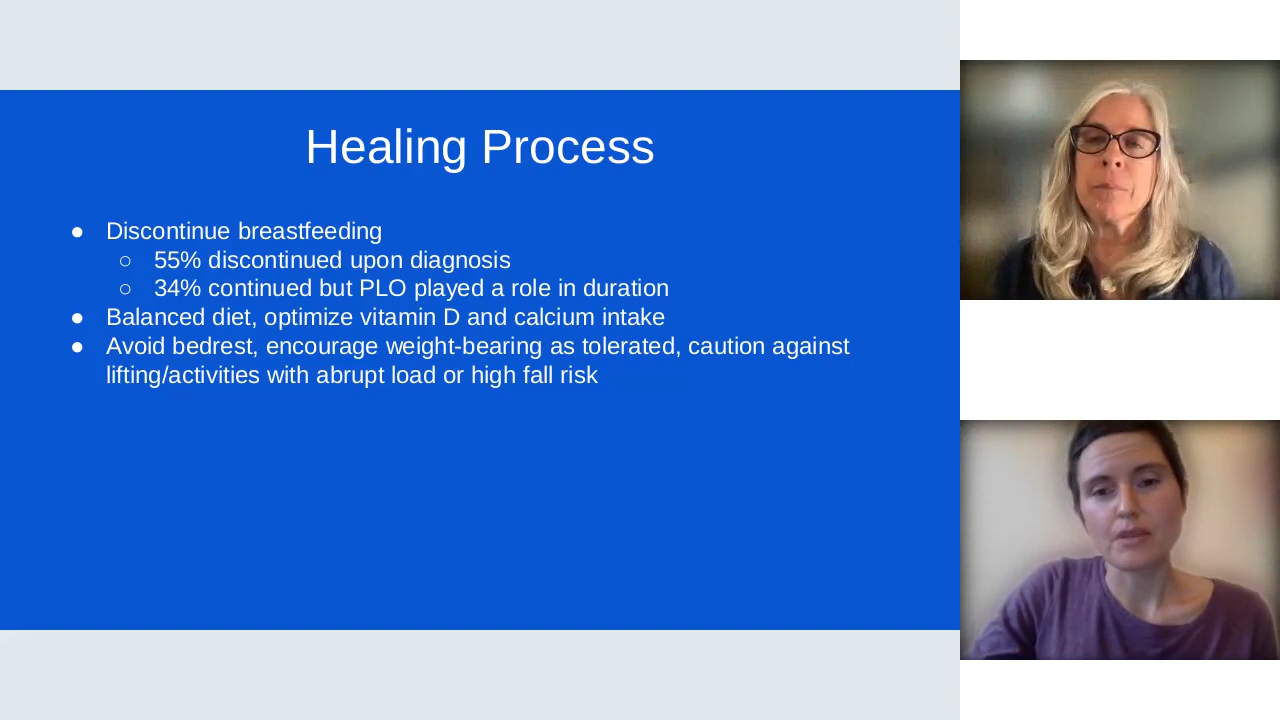 Healing Process
● Discontinue breastfeeding
○ 55% discontinued upon diagnosis
○ 34% continued but PLO played a role in duration
● Balanced diet, optimize vitamin D and calcium intake
● Avoid bedrest, encourage weight-bearing as tolerated, caution against
lifting/activities with abrupt load or high fall risk